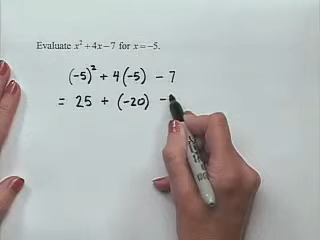 Evaluate x² + 4x − 7 for x = −5.
(-5)² + 4(-5) - 7
= 25 + (-20) -